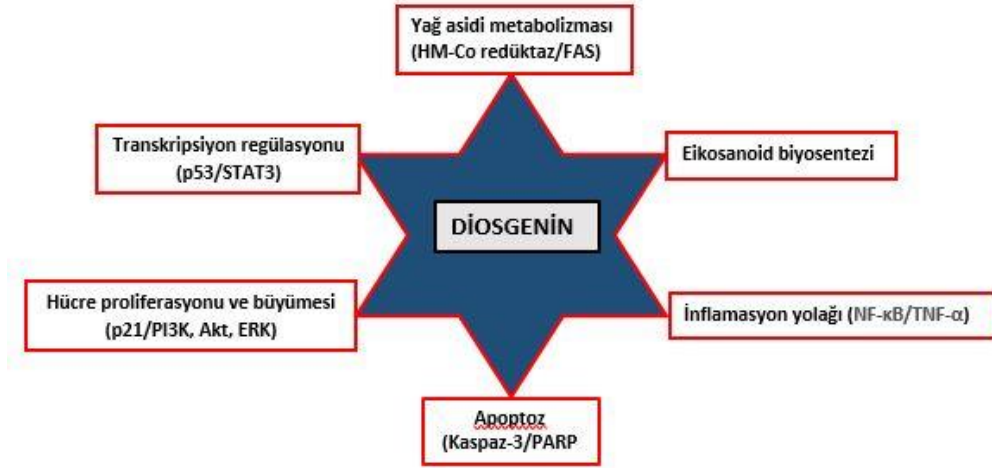 Yağ asidi metabolizması
(HM-Co redüktaz/FAS)
Transkripsiyon regülasyonu
(p53/STAT3)
Eikosanoid biyosentezi
DİOSGENİN
Hücre proliferasyonu ve büyümesi
(p21/PI3K, Akt, ERK)
İnflamasyon yolağı (NF-κB/TNF-α)
Apoptoz
(Kaspaz-3/PARP